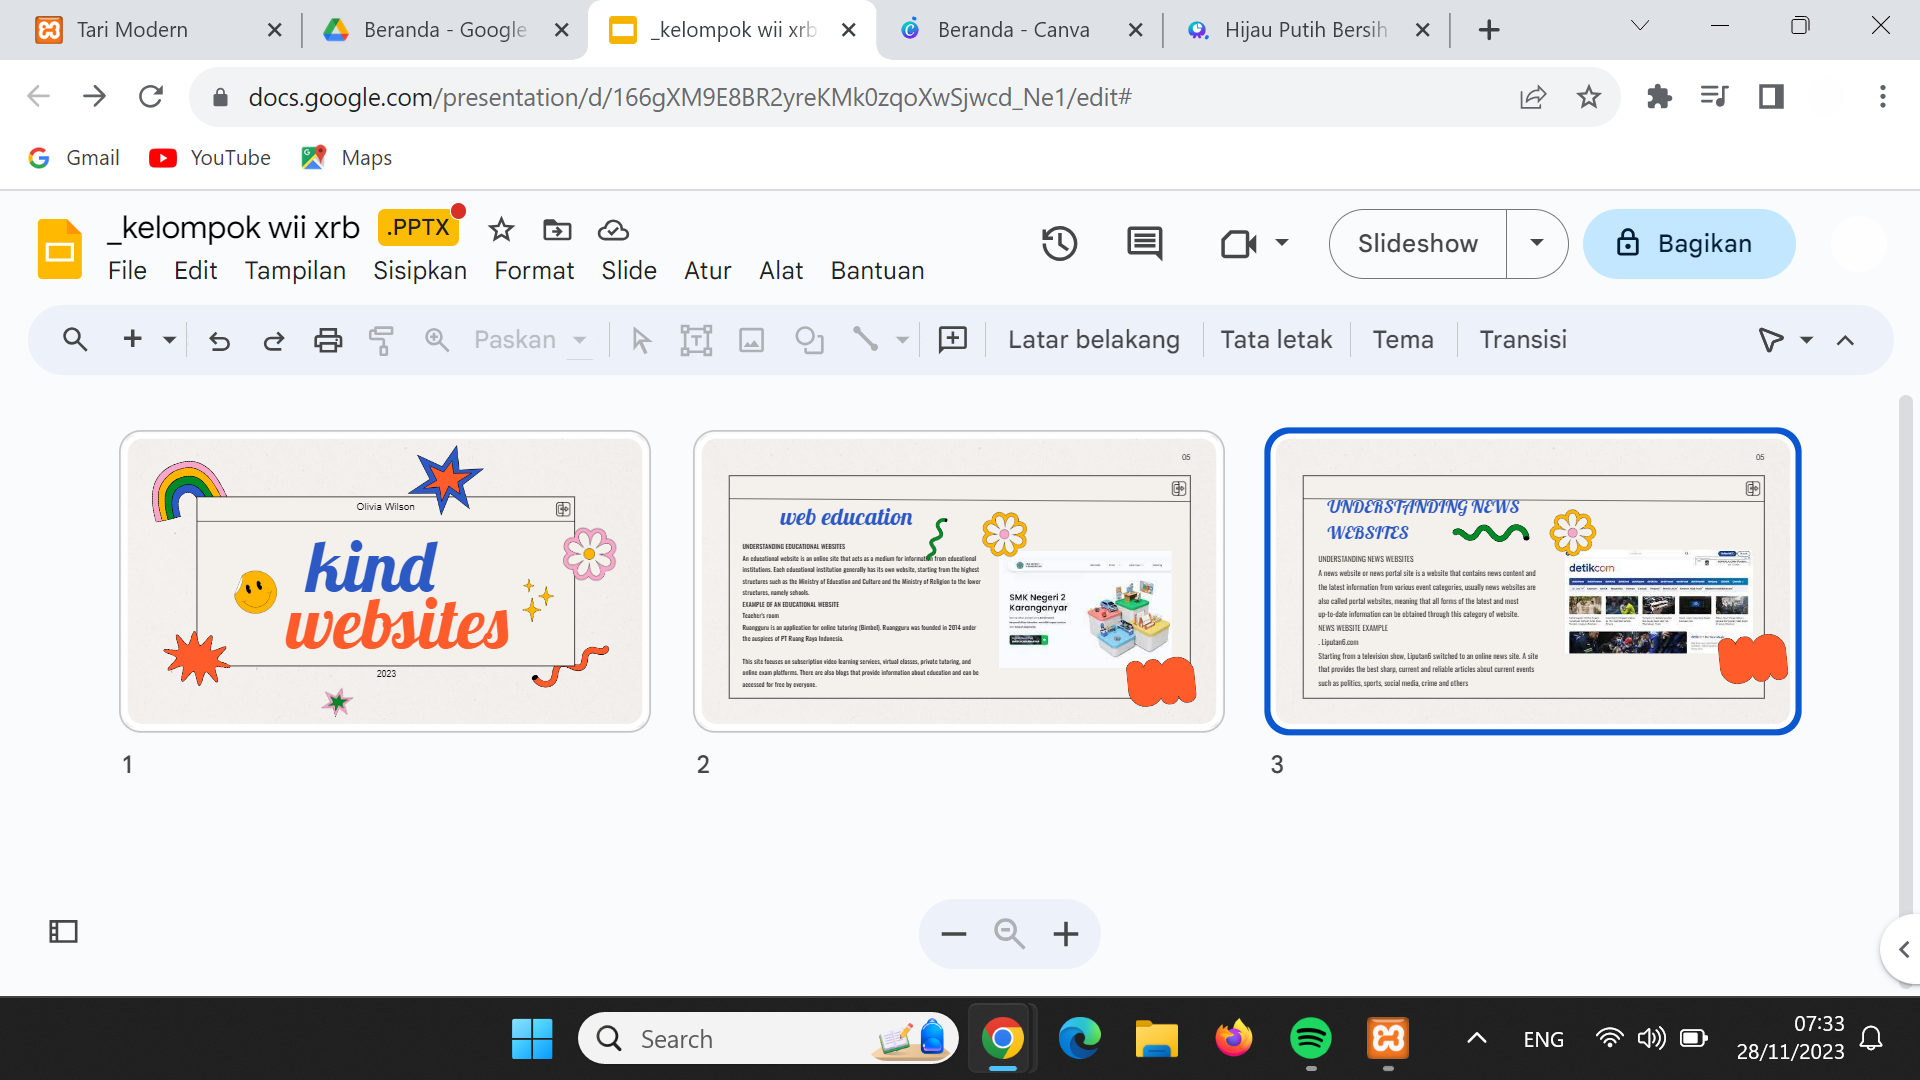 Tari Modern
Beranda - Google
_kelompok wii xrb
Beranda - Canva
Hijau Putih Bersih
docs.google.com/presentation/d/166gXM9E8BR2yreKMk0zqoXwSjwcd_Ne1/edit#
Gmail
YouTube
Maps
_kelompok wii xrb
.PPTX
File Edit Tampilan Sisipkan Format Slide Atur Alat Bantuan
Slideshow
Bagikan
Paskan
Latar belakang
Tata letak
Tema
Transisi
Olivia Wilson
kind
websites
2023
1
05
web education
UNDERSTANDING EDUCATIONAL WEBSITES
An educational website is an online site that acts as a medium for information from educational
institutions. Each educational institution generally has its own website, starting from the highest
structures such as the Ministry of Education and Culture and the Ministry of Religion to the lower
structures, namely schools.
EXAMPLE OF AN EDUCATIONAL WEBSITE
Teacher's room
Ruangguru is an application for online tutoring (Bimbel). Ruangguru was founded in 2014 under
the auspices of PT Ruang Raya Indonesia.
This site focuses on subscription video learning services, virtual classes, private tutoring, and
online exam platforms. There are also blogs that provide information about education and can be
accessed for free by everyone.
SMK Negeri 2
Karanganyar
2
05
UNDERSTANDING NEWS
WEBSITES
UNDERSTANDING NEWS WEBSITES
A news website or news portal site is a website that contains news content and
the latest information from various event categories, usually news websites are
also called portal websites, meaning that all forms of the latest and most
up-to-date information can be obtained through this category of website.
NEWS WEBSITE EXAMPLE
. Liputan6.com
Starting from a television show, Liputan6 switched to an online news site. A site
that provides the best sharp, current and reliable articles about current events
such as politics, sports, social media, crime and others
detikcom
3
Search
ENG
07:33
28/11/2023